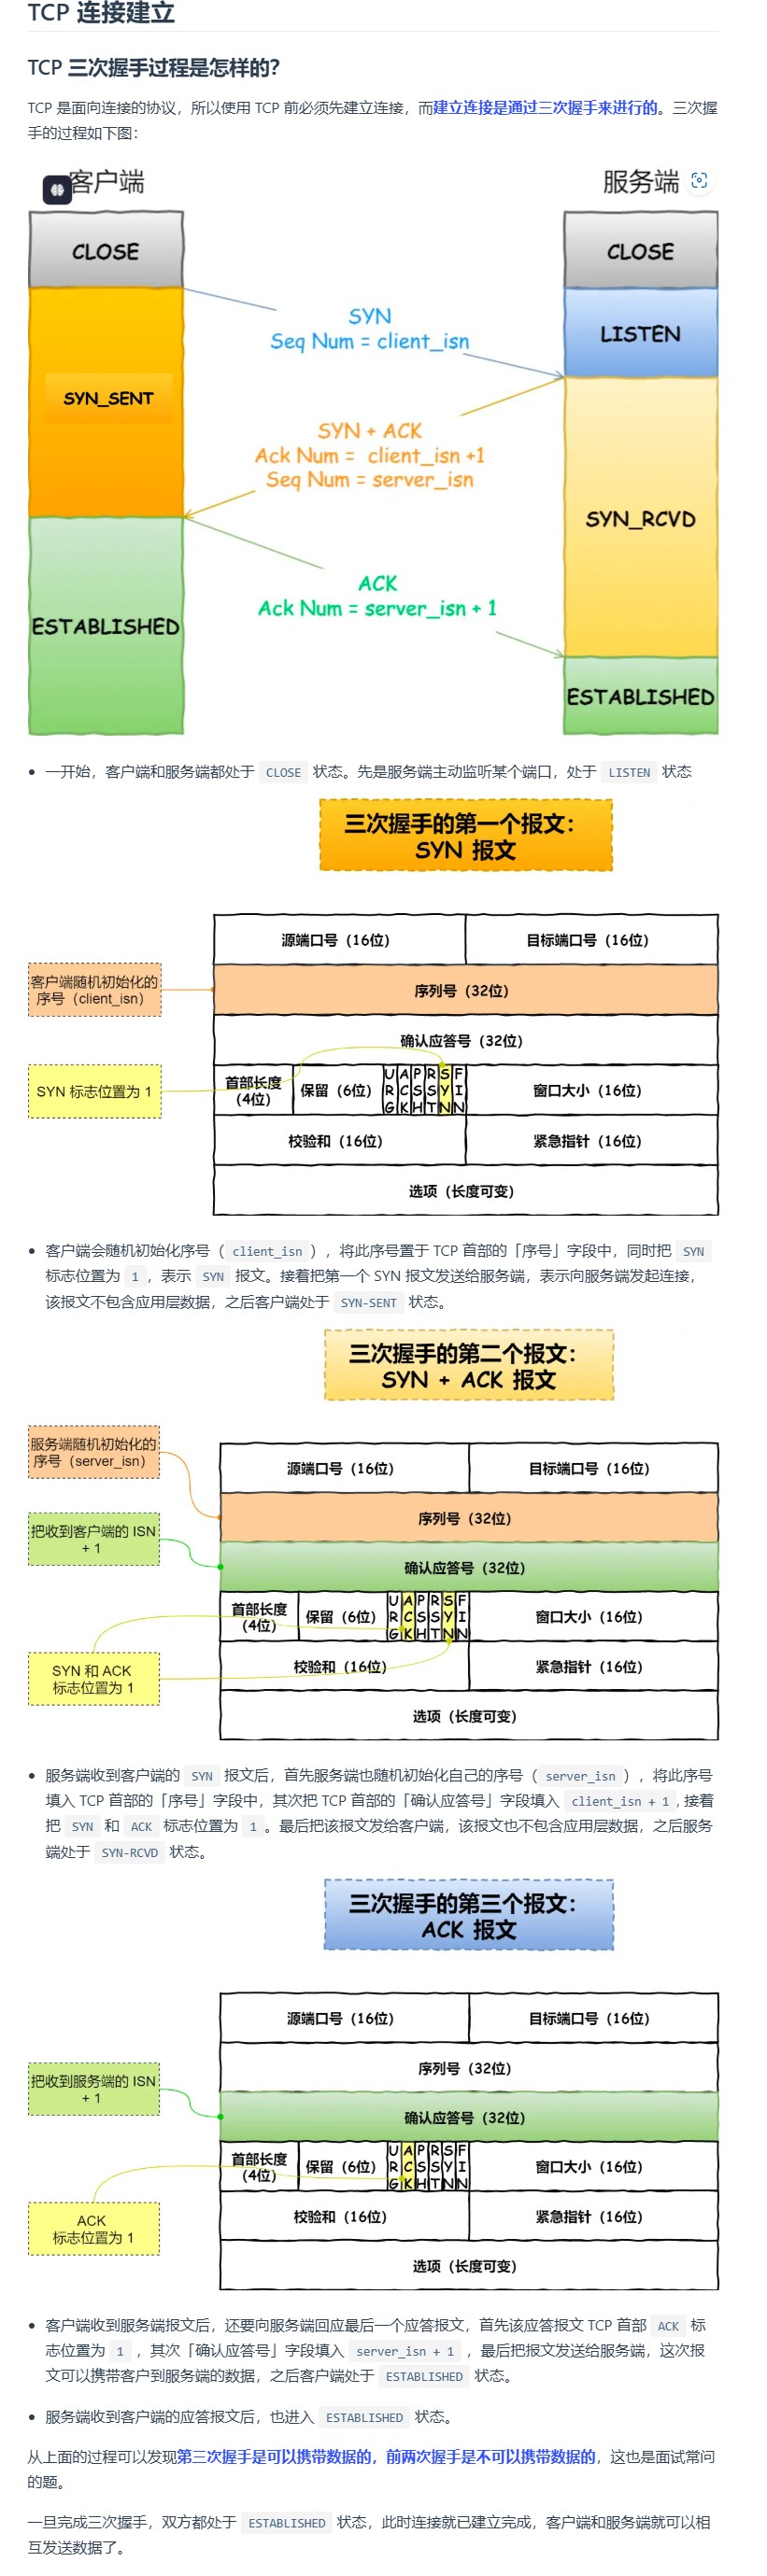 TCP 连接建立
TCP 三次握手过程是怎样的？
TCP 是面向连接的协议，所以使用 TCP 前必须先建立连接，而建立连接是通过三次握手来进行的。三次握
手的过程如下图：
客户端
服务端
CLOSE
CLOSE
SYN
Seq Num = client_isn
LISTEN
SYN_SENT
SYN + ACK
Ack Num = client_isn +1
Seq Num = server_isn
SYN_RCVD
ACK
Ack Num = server_isn + 1
ESTABLISHED
ESTABLISHED
一开始，客户端和服务端都处于 CLOSE 状态。先是服务端主动监听某个端口，处于 LISTEN 状态
三次握手的第一个报文：
SYN 报文
源端口号（16位）
目标端口号（16位）
客户端随机初始化的
序号（client_isn）
序列号（32位）
确认应答号（32位）
SYN 标志位置为 1
首部长度
(4位)
保留（6位）
URG
ACK
PSH
RST
SYN
FIN
窗口大小（16位）
校验和（16位）
紧急指针（16位）
选项（长度可变）
客户端会随机初始化序号（client_isn），将此序号置于 TCP 首部的「序号」字段中，同时把 SYN
标志位置为 1，表示 SYN 报文。接着把第一个 SYN 报文发送给服务端，表示向服务端发起连接，
该报文不包含应用层数据，之后客户端处于 SYN-SENT 状态。
三次握手的第二个报文：
SYN + ACK 报文
服务端随机初始化的
序号（server_isn）
源端口号（16位）
目标端口号（16位）
序列号（32位）
把收到客户端的 ISN
+ 1
确认应答号（32位）
首部长度
(4位)
保留（6位）
URG
ACK
PSH
RST
SYN
FIN
窗口大小（16位）
SYN 和 ACK
标志位置为 1
校验和（16位）
紧急指针（16位）
选项（长度可变）
服务端收到客户端的 SYN 报文后，首先服务端也随机初始化自己的序号（server_isn），将此序号
填入 TCP 首部的「序号」字段中，其次把 TCP 首部的「确认应答号」字段填入 client_isn + 1, 接着
把 SYN 和 ACK 标志位置为 1。最后把该报文发给客户端，该报文也不包含应用层数据，之后服务
端处于 SYN-RCVD 状态。
三次握手的第三个报文：
ACK 报文
源端口号（16位）
目标端口号（16位）
序列号（32位）
把收到服务端的 ISN
+ 1
确认应答号（32位）
首部长度
(4位)
保留（6位）
URG
ACK
PSH
RST
SYN
FIN
窗口大小（16位）
ACK
标志位置为 1
校验和（16位）
紧急指针（16位）
选项（长度可变）
客户端收到服务端报文后，还要向服务端回应最后一个应答报文，首先该应答报文 TCP 首部 ACK 标
志位置为 1 ，其次「确认应答号」字段填入 server_isn + 1 ，最后把报文发送给服务端，这次报
文可以携带客户到服务端的数据，之后客户端处于 ESTABLISHED 状态。
服务端收到客户端的应答报文后，也进入 ESTABLISHED 状态。
从上面的过程可以发现第三次握手是可以携带数据的，前两次握手是不可以携带数据的，这也是面试常问
的题。
一旦完成三次握手，双方都处于 ESTABLISHED 状态，此时连接就已建立完成，客户端和服务端就可以相
互发送数据了。